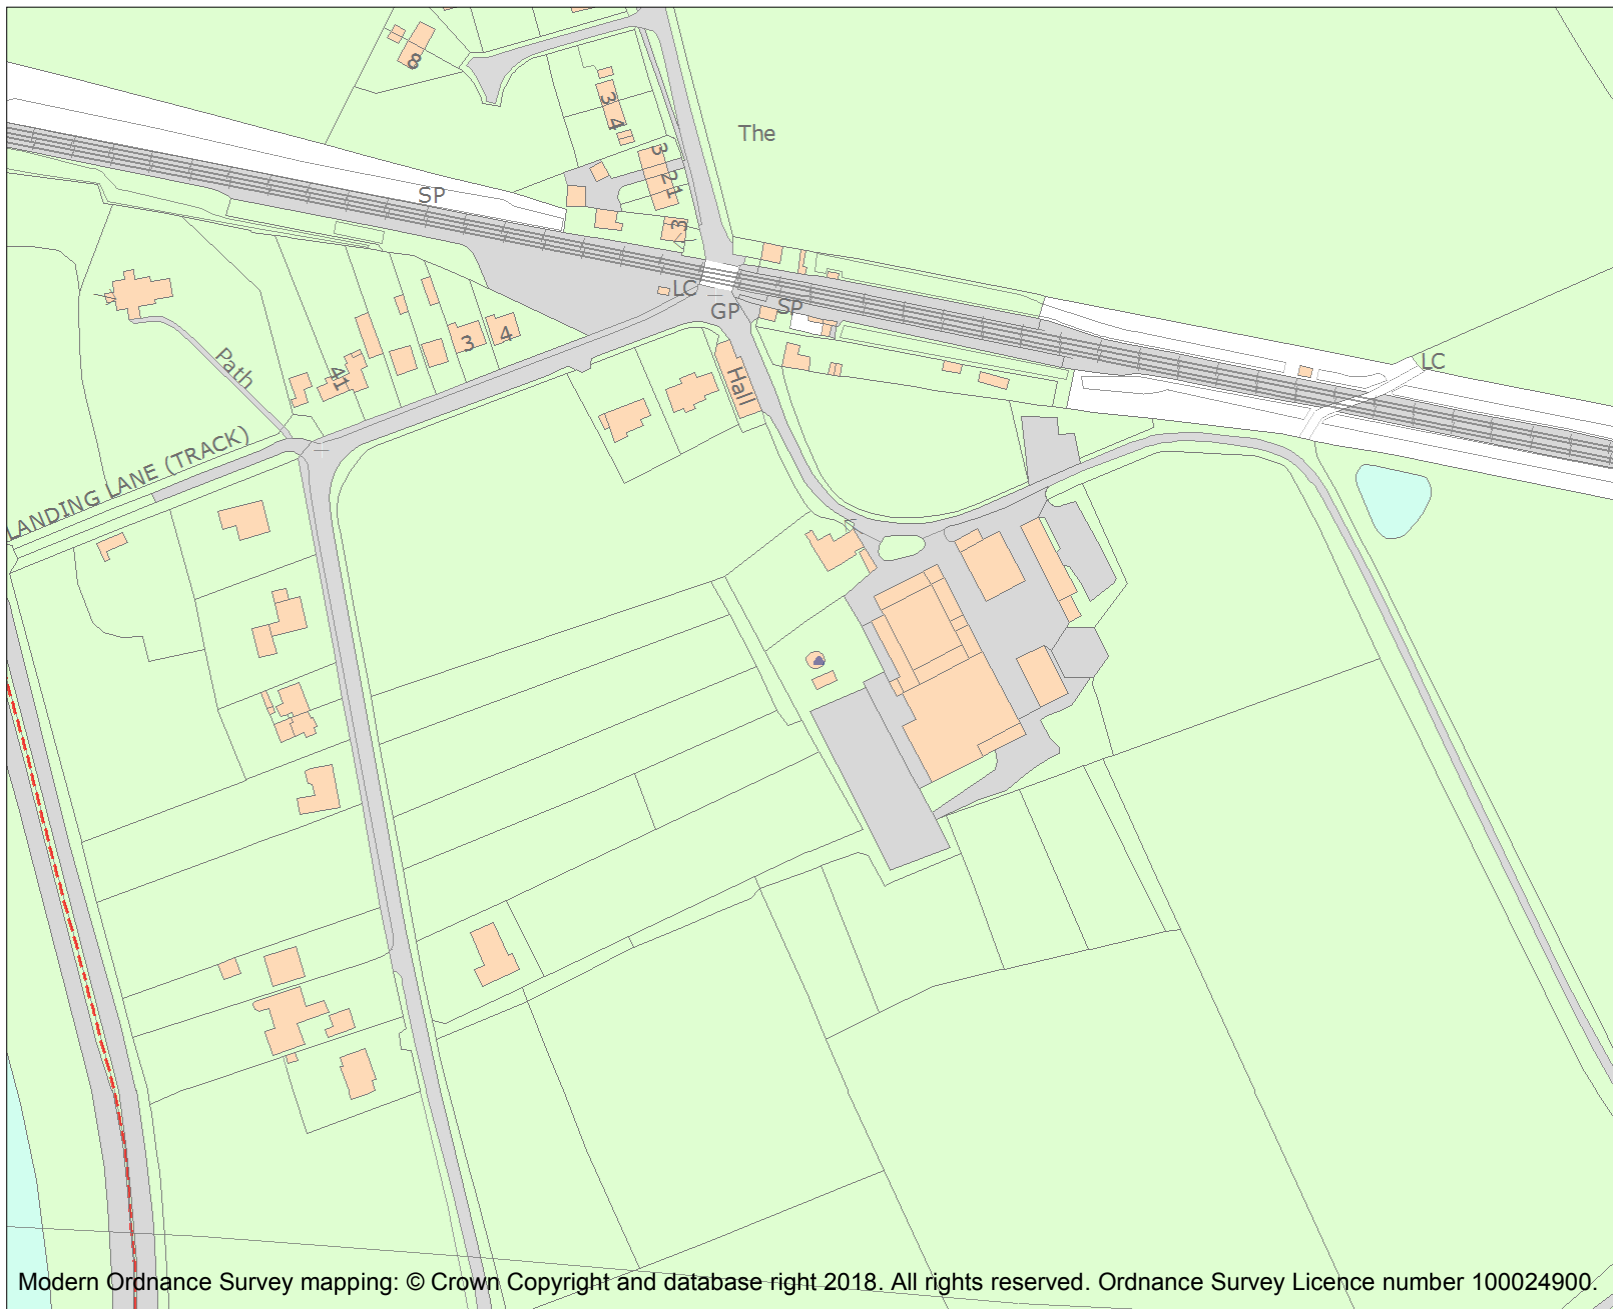 8
3
4
The
3
2
1
SP
3
LC
GP
SP
LC
3
4
41
Path
Hall
LANDING LANE (TRACK)
Modern Ordnance Survey mapping: © Crown Copyright and database right 2018. All rights reserved. Ordnance Survey Licence number 100024900.